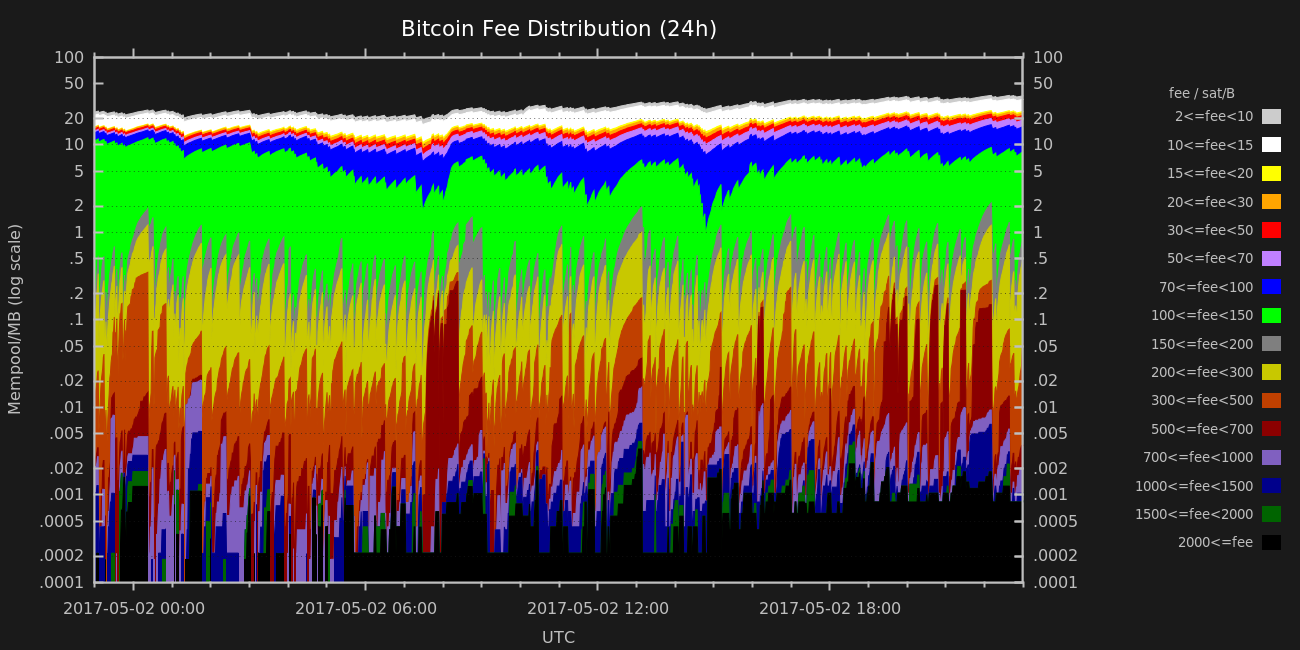 Bitcoin Fee Distribution (24h)
Mempool/MB (log scale)
100
50
20
10
5
2
1
.5
.2
.1
.05
.02
.01
.005
.002
.001
.0005
.0002
.0001
100
50
20
10
5
2
1
.5
.2
.1
.05
.02
.01
.005
.002
.001
.0005
.0002
.0001
fee / sat/B
2<=fee<10
10<=fee<15
15<=fee<20
20<=fee<30
30<=fee<50
50<=fee<70
70<=fee<100
100<=fee<150
150<=fee<200
200<=fee<300
300<=fee<500
500<=fee<700
700<=fee<1000
1000<=fee<1500
1500<=fee<2000
2000<=fee
2017-05-02 00:00 2017-05-02 06:00 2017-05-02 12:00 2017-05-02 18:00
UTC